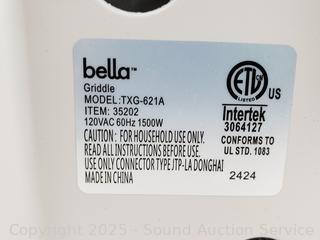 bella™
Griddle
MODEL:TXG-621A
ITEM: 35202
120VAC 60Hz 1500W
CAUTION: FOR HOUSEHOLD USE ONLY.
READ ALL INSTRUCTIONS BEFORE USE.
USE ONLY CONNECTOR TYPE JTP-LA DONGHAI
MADE IN CHINA
ETL
LISTED
US
Intertek
3064127
CONFORMS TO
UL STD. 1083
2424
Copyright 2025 - Sound Auction Service